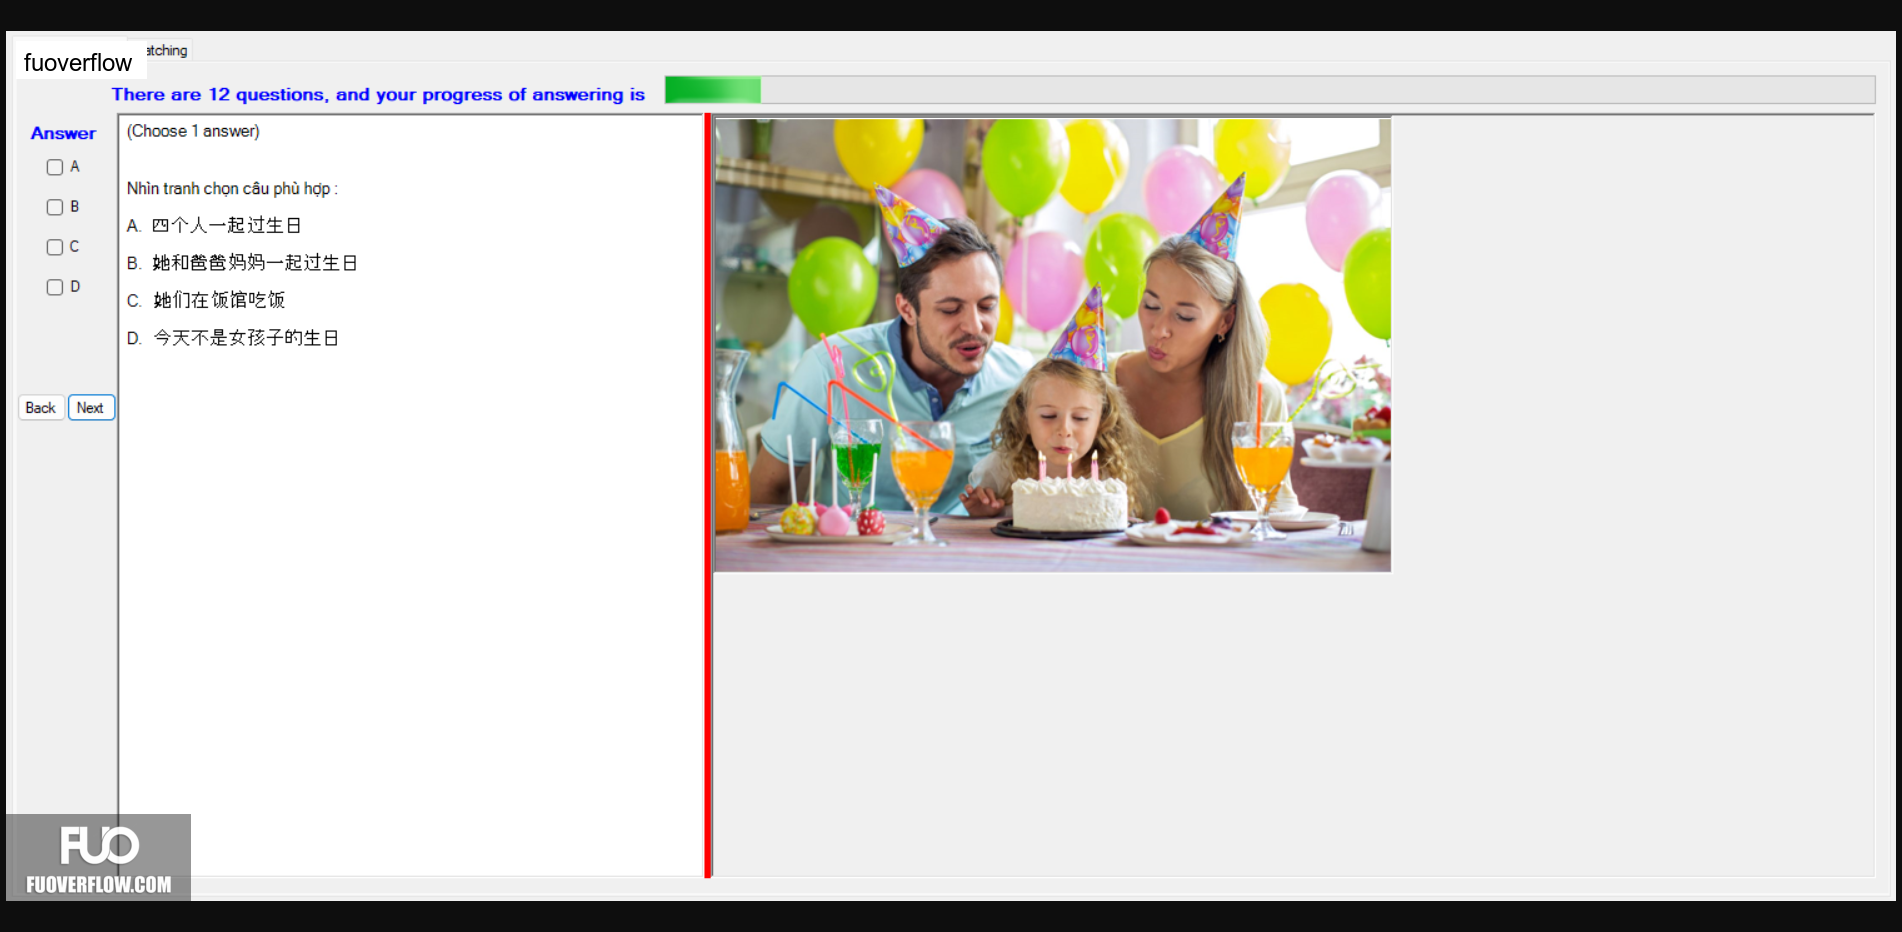 atching
fuoverflow
There are 12 questions, and your progress of answering is
Answer
A
B
C
D
Back
Next
(Choose 1 answer)
Nhìn tranh chọn câu phù hợp :
A. 四个人一起过生日
B. 她和爸爸妈妈一起过生日
C. 她们在饭馆吃饭
D. 今天不是女孩子的生日
FUO
FUOVERFLOW.COM